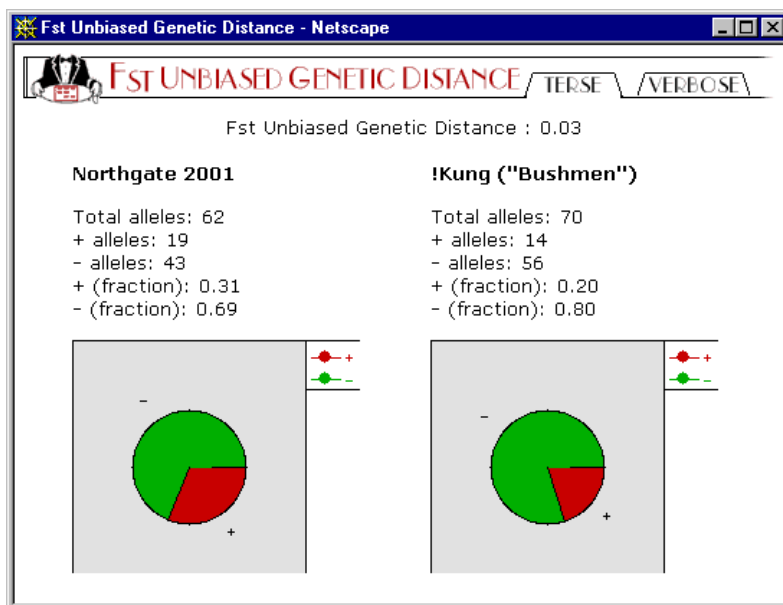 Fst Unbiased Genetic Distance - Netscape
FST UNBIASED GENETIC DISTANCE TERSE VERBOSE
Fst Unbiased Genetic Distance : 0.03
Northgate 2001
Total alleles: 62
+ alleles: 19
- alleles: 43
+ (fraction): 0.31
- (fraction): 0.69
+
-
-
+
!Kung ("Bushmen")
Total alleles: 70
+ alleles: 14
- alleles: 56
+ (fraction): 0.20
- (fraction): 0.80
+
-
-
+